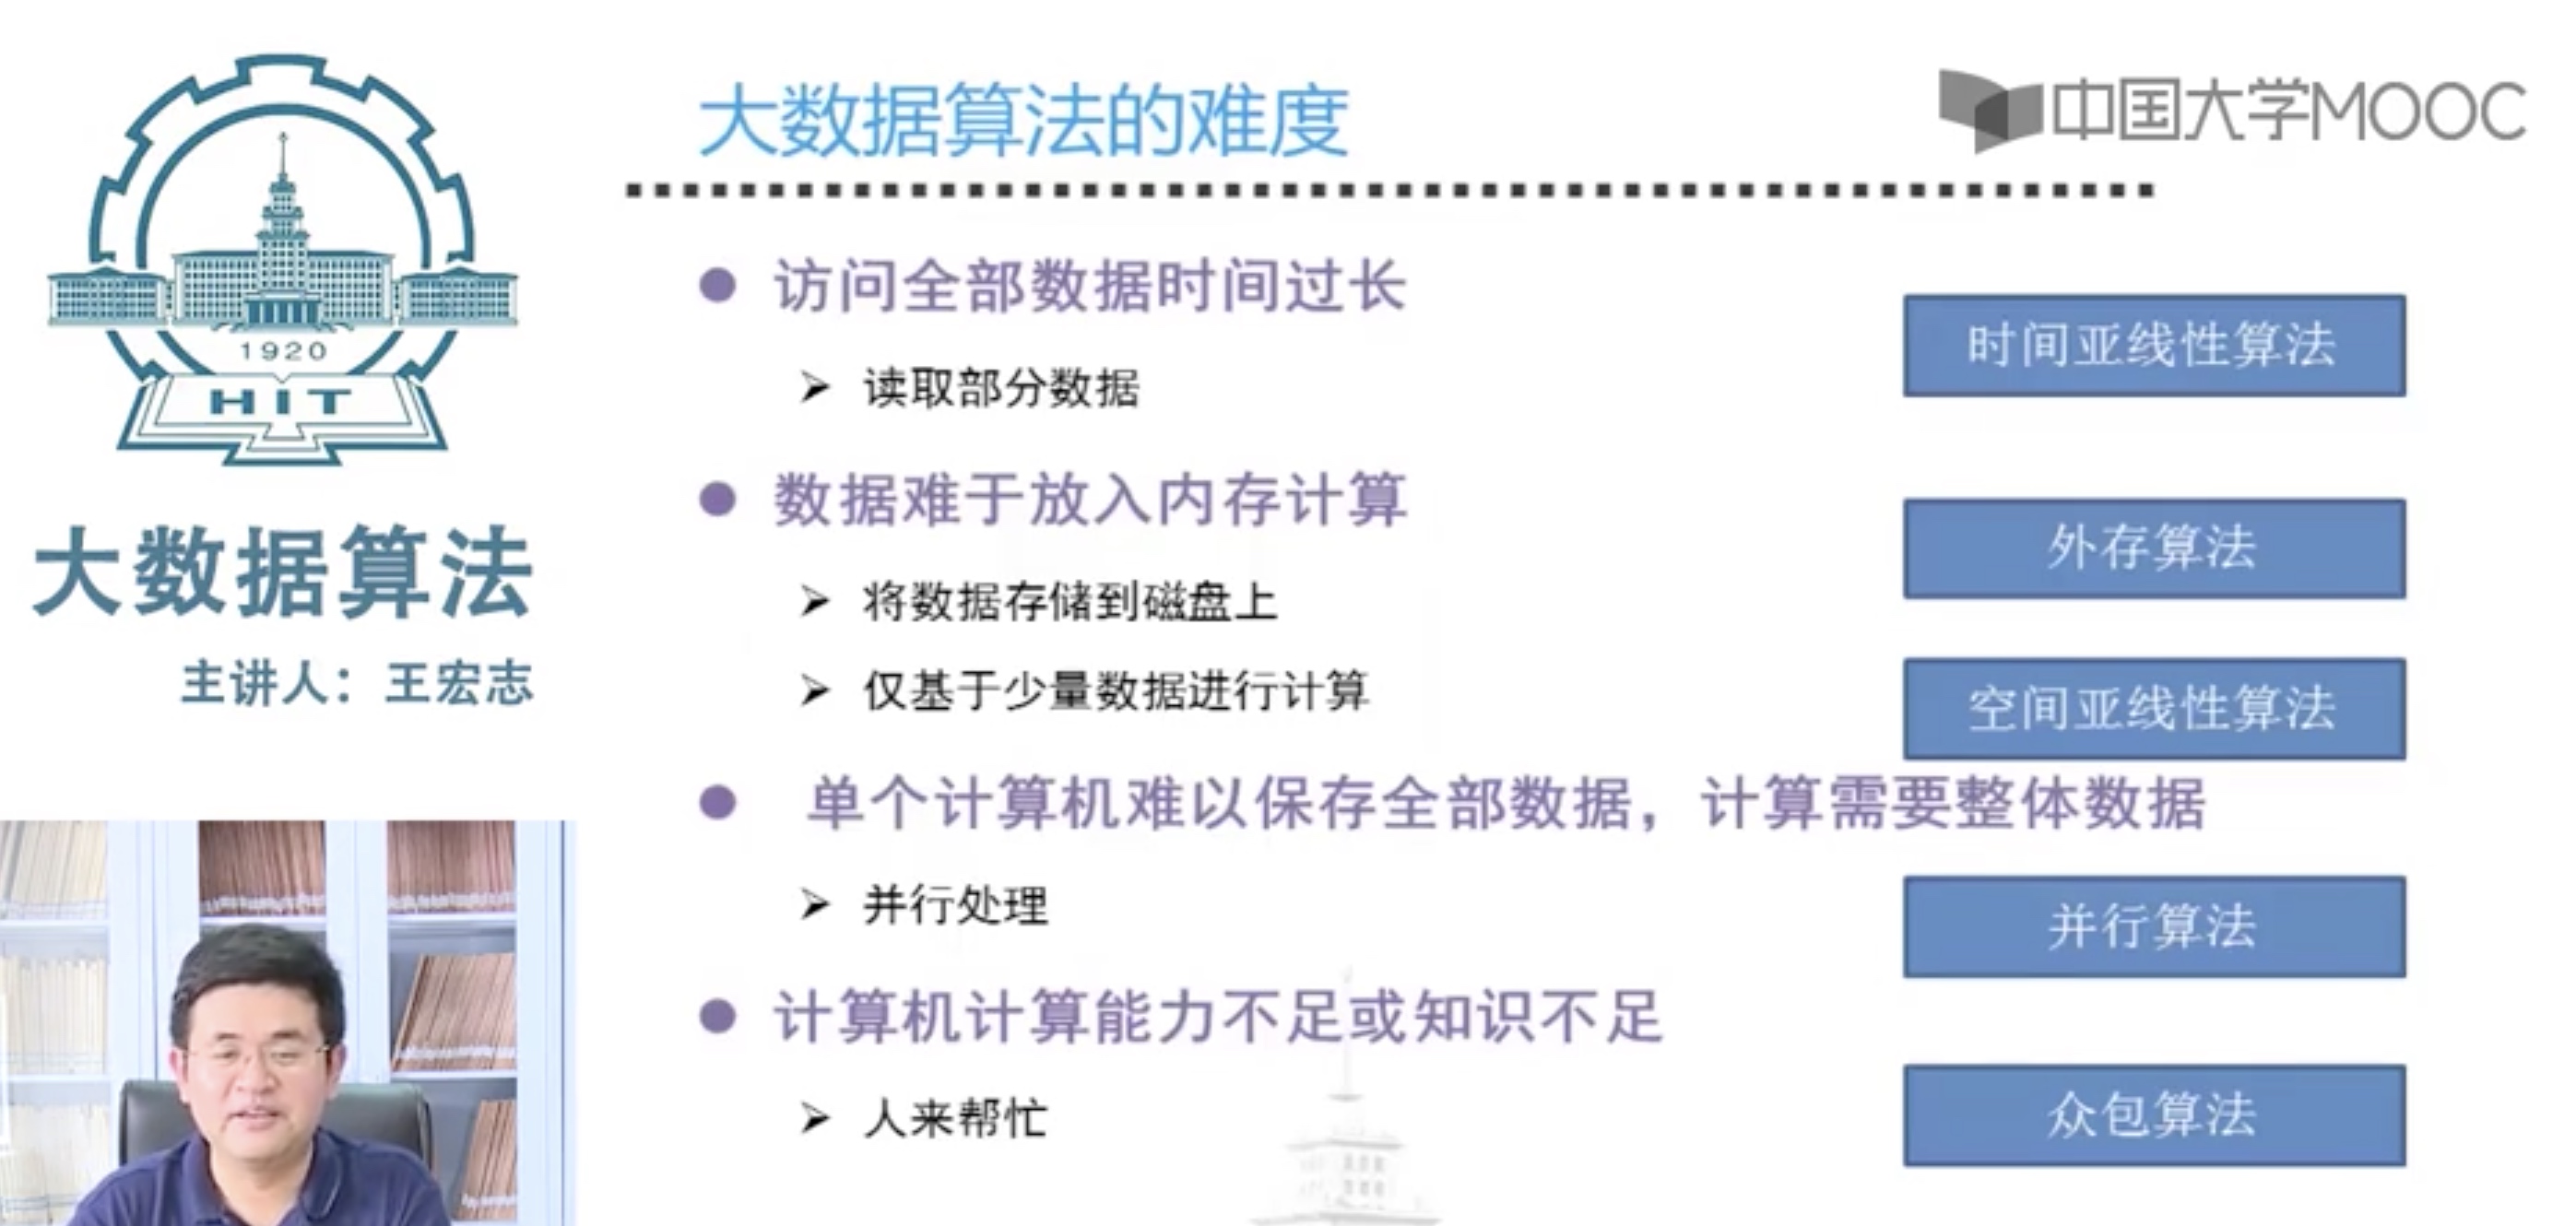 1920
HIT
大数据算法
主讲人：王宏志
大数据算法的难度
中国大学MOOC
访问全部数据时间过长
读取部分数据
时间亚线性算法
数据难于放入内存计算
将数据存储到磁盘上
外存算法
仅基于少量数据进行计算
空间亚线性算法
单个计算机难以保存全部数据，计算需要整体数据
并行处理
并行算法
计算机计算能力不足或知识不足
人来帮忙
众包算法